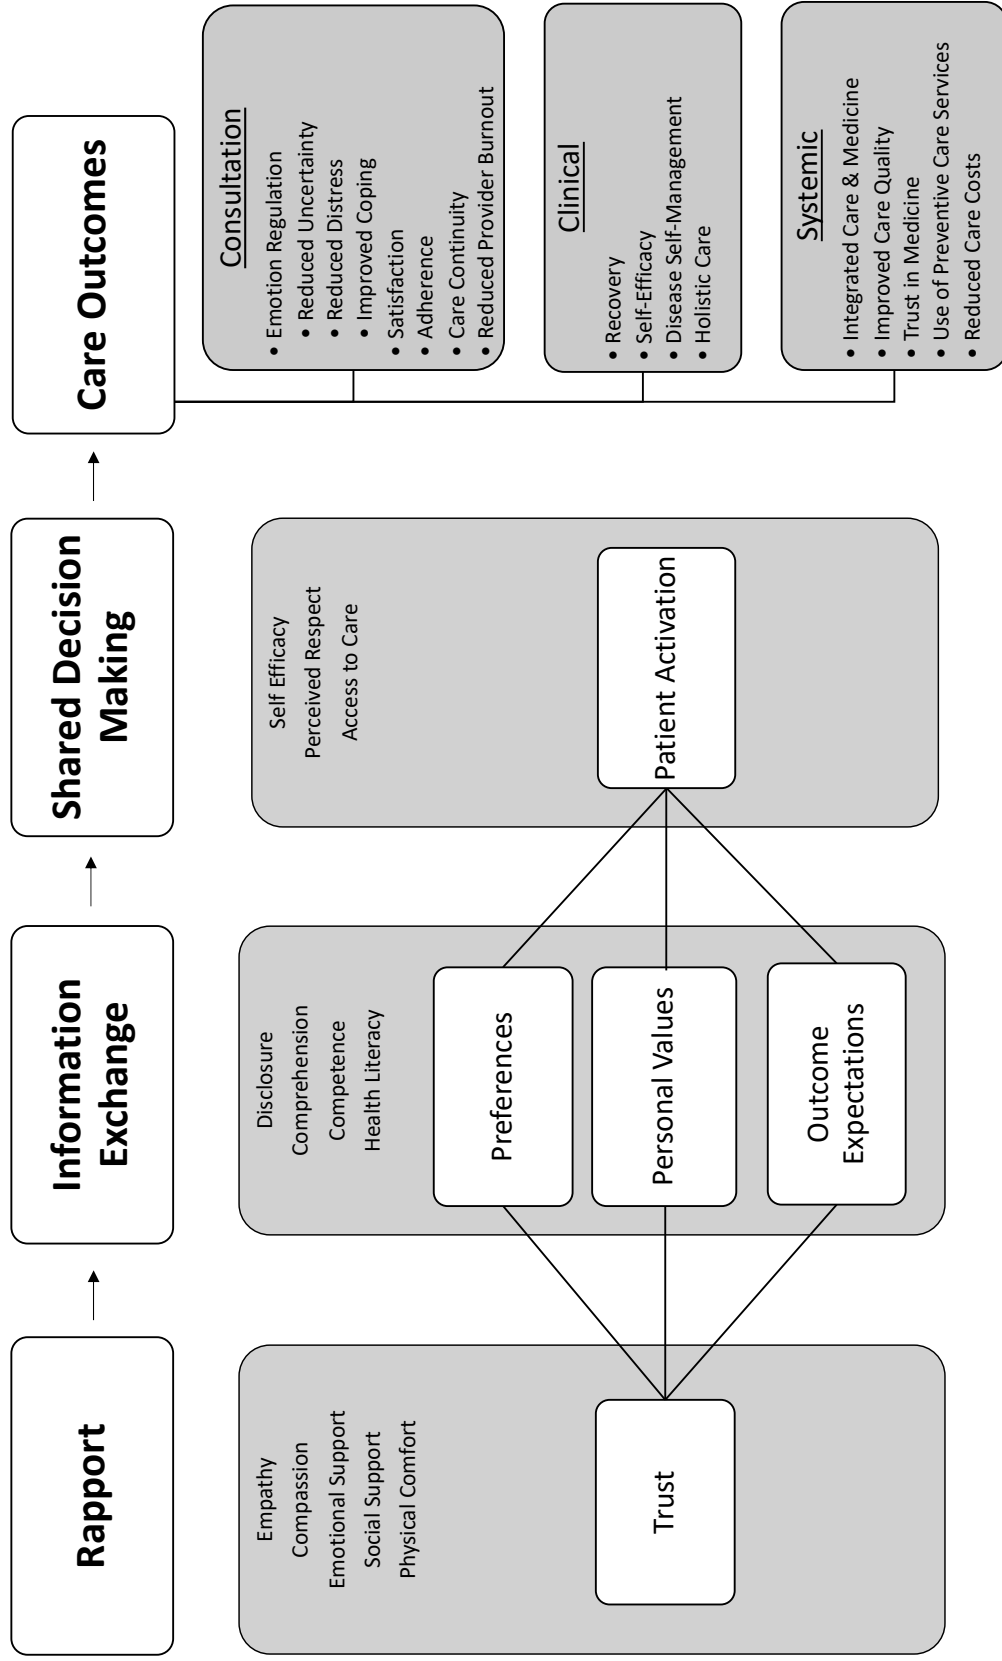 Rapport
Information
Exchange
Shared Decision
Making
Care Outcomes
Empathy
Compassion
Emotional Support
Social Support
Physical Comfort
Trust
Disclosure
Comprehension
Competence
Health Literacy
Preferences
Personal Values
Outcome
Expectations
Self Efficacy
Perceived Respect
Access to Care
Patient Activation
Consultation
• Emotion Regulation
• Reduced Uncertainty
• Reduced Distress
• Improved Coping
• Satisfaction
• Adherence
• Care Continuity
• Reduced Provider Burnout
Clinical
• Recovery
• Self-Efficacy
• Disease Self-Management
• Holistic Care
Systemic
• Integrated Care & Medicine
• Improved Care Quality
• Trust in Medicine
• Use of Preventive Care Services
• Reduced Care Costs